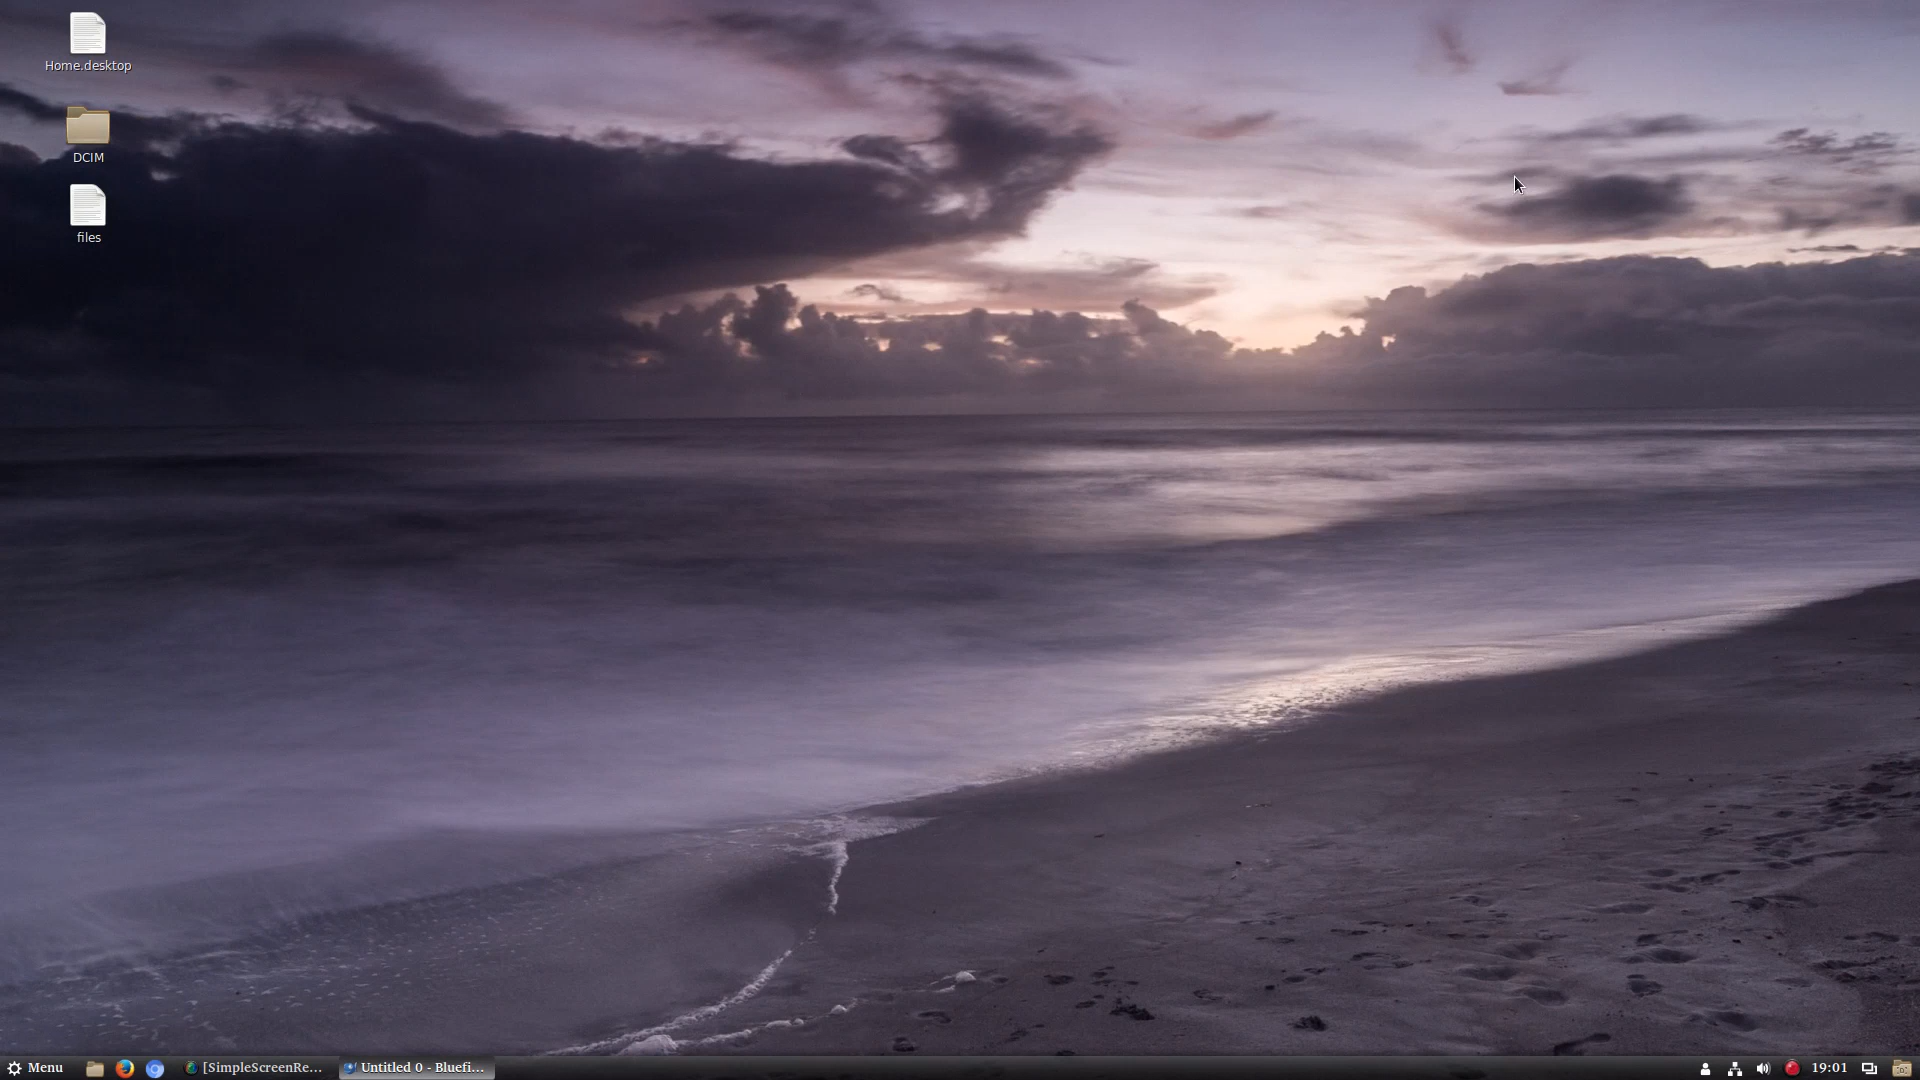 Home.desktop
DCIM
files
Menu
[SimpleScreenRe...
Untitled 0 - Bluefi...
19:01